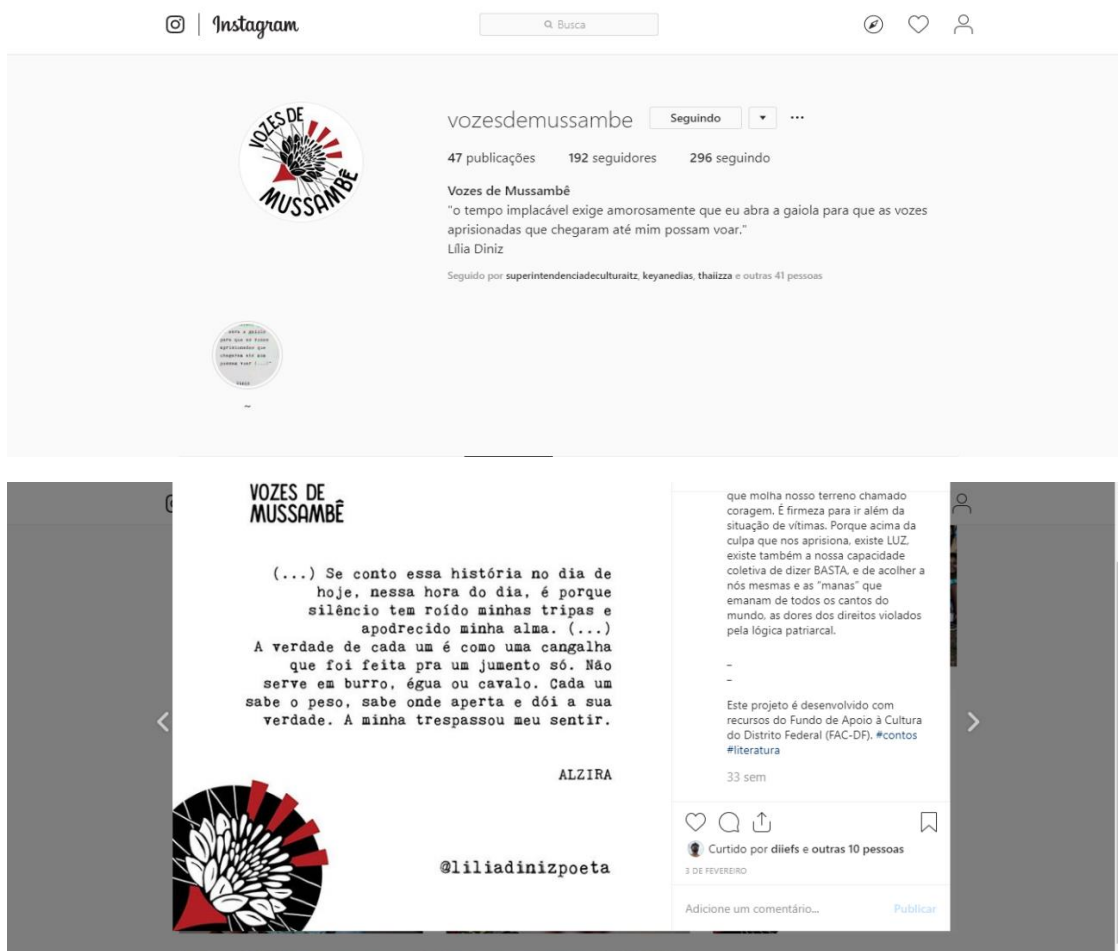 Instagram
Busca
VOZES DE
MUSSAMBÊ
vozesdemussambe Seguindo
47 publicações 192 seguidores 296 seguindo
Vozes de Mussambê
"o tempo implacável exige amorosamente que eu abra a gaiola para que as vozes
aprisionadas que chegaram até mim possam voar."
Lília Diniz
Seguido por superintendenciadeculturaitz, keyanedias, thaiizza e outras 41 pessoas
~
VOZES DE
MUSSAMBÊ
(...) Se conto essa história no dia de
hoje, nessa hora do dia, é porque
silêncio tem roído minhas tripas e
apodrecido minha alma. (...)
A verdade de cada um é como uma cangalha
que foi feita pra um jumento só. Não
serve em burro, égua ou cavalo. Cada um
sabe o peso, sabe onde aperta e dói a sua
verdade. A minha trespassou meu sentir.
ALZIRA
@liliadinizpoeta
que molha nosso terreno chamado
coragem. É firmeza para ir além da
situação de vítimas. Porque acima da
culpa que nos aprisiona, existe LUZ,
existe também a nossa capacidade
coletiva de dizer BASTA, e de acolher a
nós mesmas e as "manas" que
emanam de todos os cantos do
mundo, as dores dos direitos violados
pela lógica patriarcal.
_
_
Este projeto é desenvolvido com
recursos do Fundo de Apoio à Cultura
do Distrito Federal (FAC-DF). #contos
#literatura
33 sem
Curtido por diiefs e outras 10 pessoas
3 DE FEVEREIRO
Adicione um comentário... Publicar